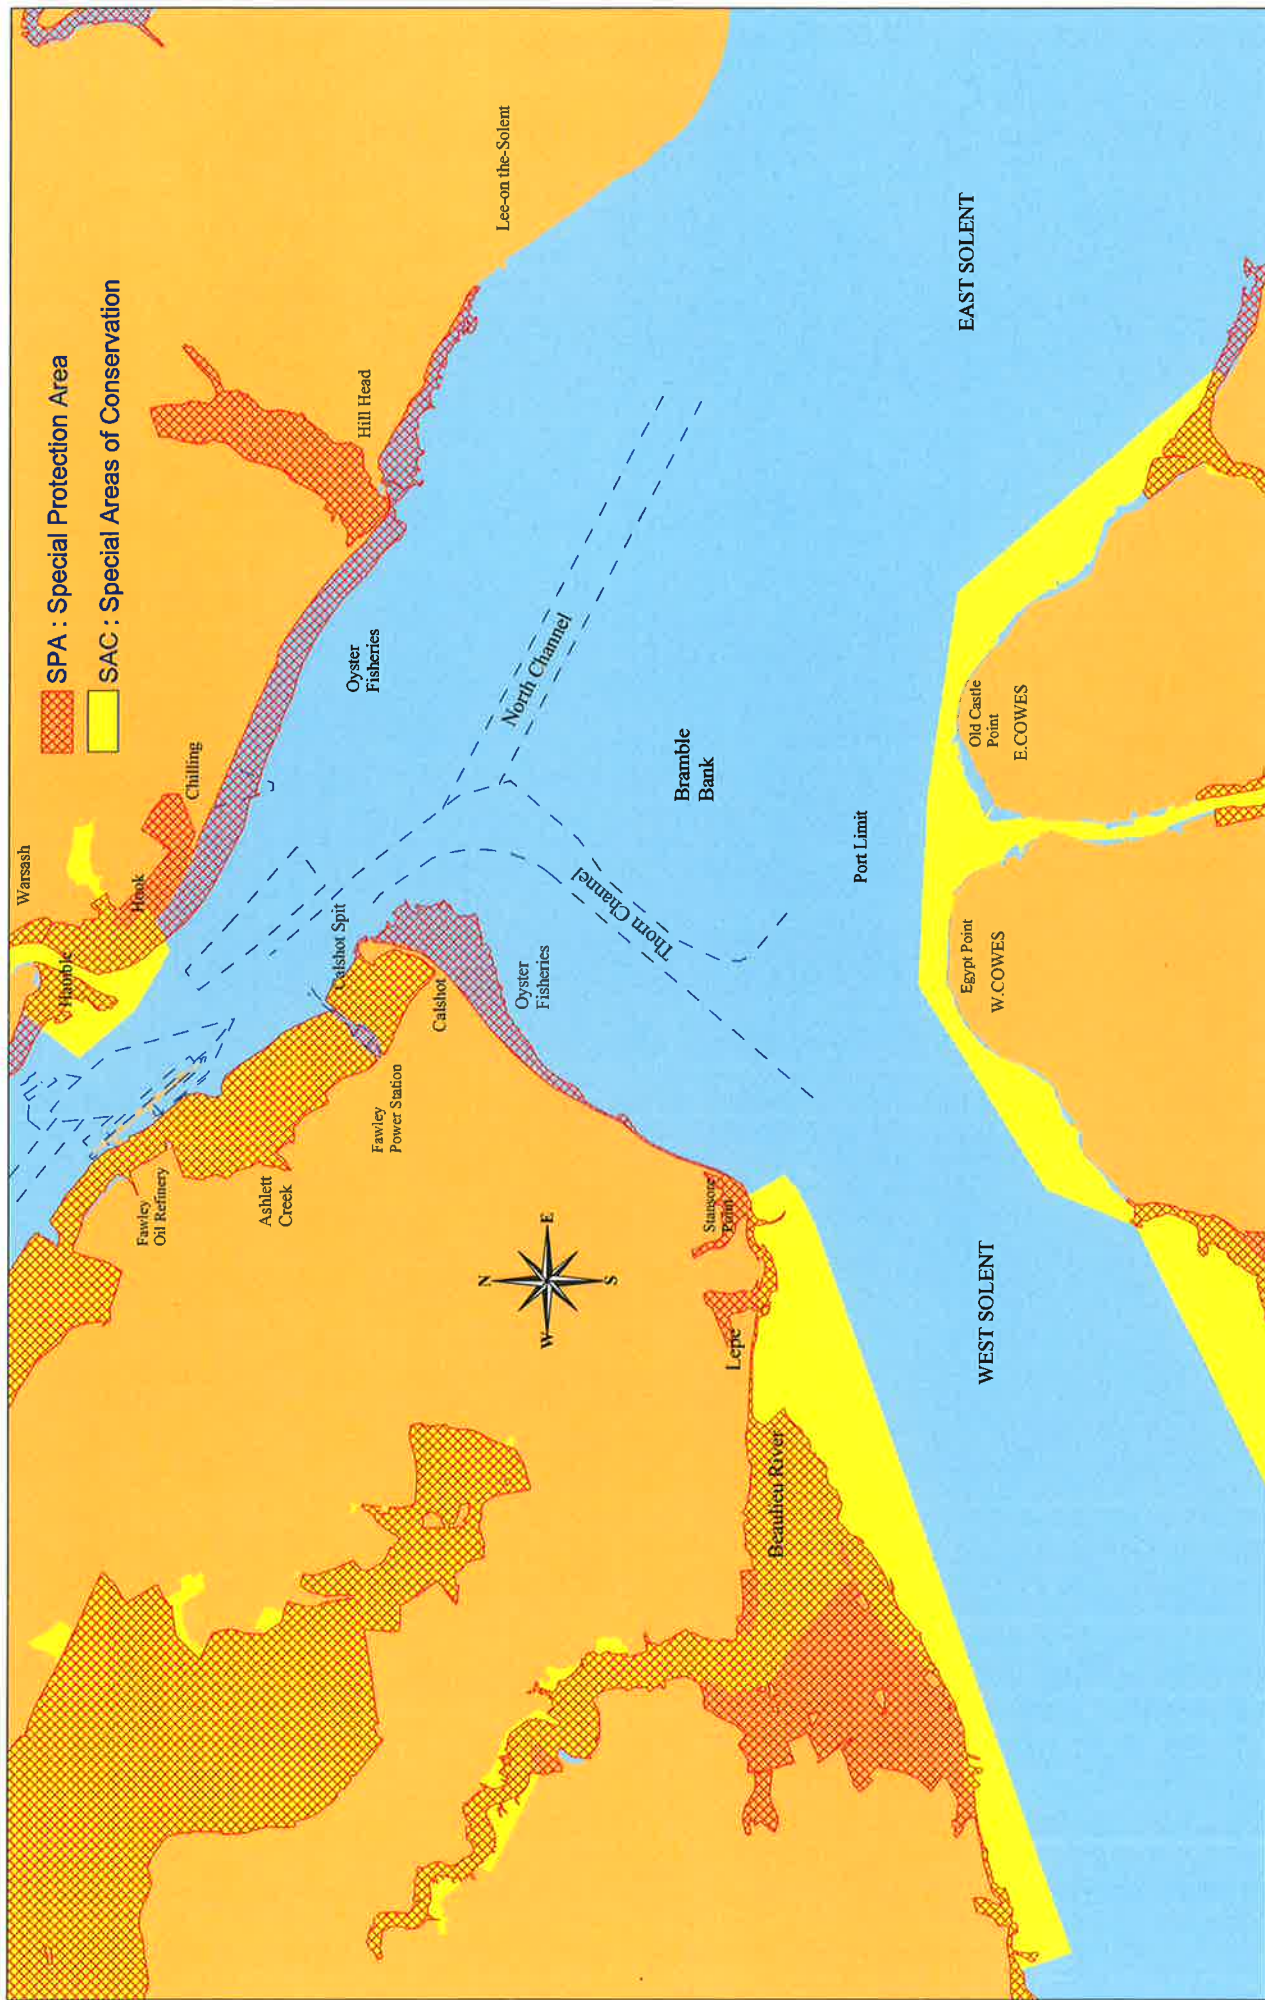 SPA : Special Protection Area
SAC : Special Areas of Conservation
Warsash
Hamble
Hook
Chilling
Hill Head
Lee-on the-Solent
Fawley
Oil Refinery
Ashlett
Creek
Fawley
Power Station
Calshot Spit
Calshot
Oyster
Fisheries
Oyster
Fisheries
North Channel
Thorn Channel
Bramble
Bank
N
W
E
S
Stansore
Point
Lepe
Beaulieu River
Port Limit
EAST SOLENT
WEST SOLENT
Egypt Point
W.COWES
Old Castle
Point
E.COWES